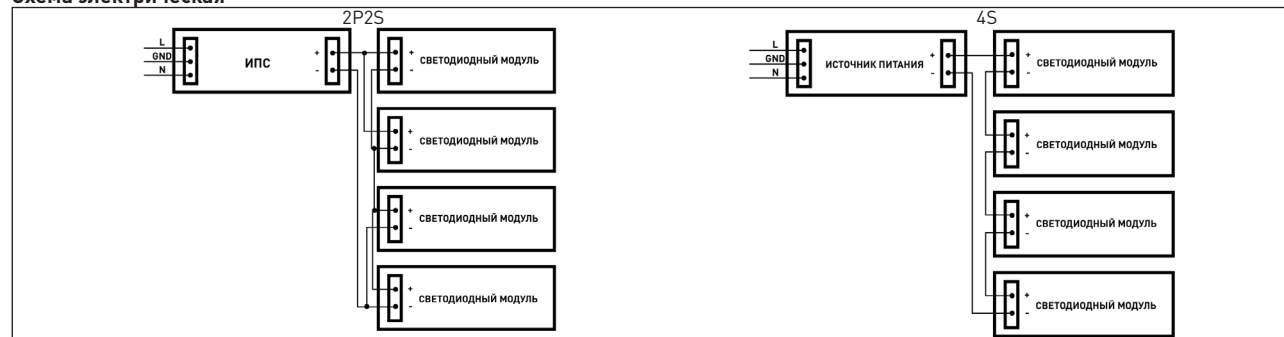 Схема электрическая
2P2S
L
GND
N
ИПС
+
-
+
-
СВЕТОДИОДНЫЙ МОДУЛЬ
+
-
СВЕТОДИОДНЫЙ МОДУЛЬ
+
-
СВЕТОДИОДНЫЙ МОДУЛЬ
+
-
СВЕТОДИОДНЫЙ МОДУЛЬ
4S
L
GND
N
ИСТОЧНИК ПИТАНИЯ
+
-
+
-
СВЕТОДИОДНЫЙ МОДУЛЬ
+
-
СВЕТОДИОДНЫЙ МОДУЛЬ
+
-
СВЕТОДИОДНЫЙ МОДУЛЬ
+
-
СВЕТОДИОДНЫЙ МОДУЛЬ